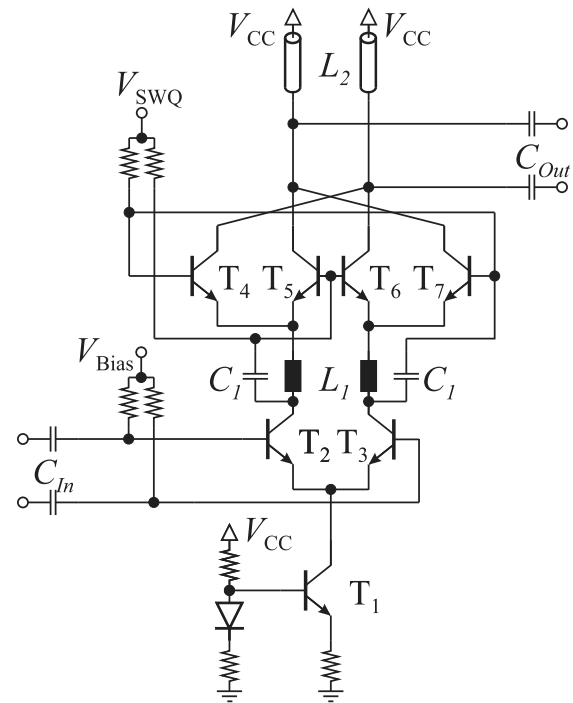 V_CC V_CC
L_2
V_SWQ
C_Out
T_4 T_5 T_6 T_7
V_Bias
C_1 L_1 C_1
T_2 T_3
C_In
V_CC
T_1